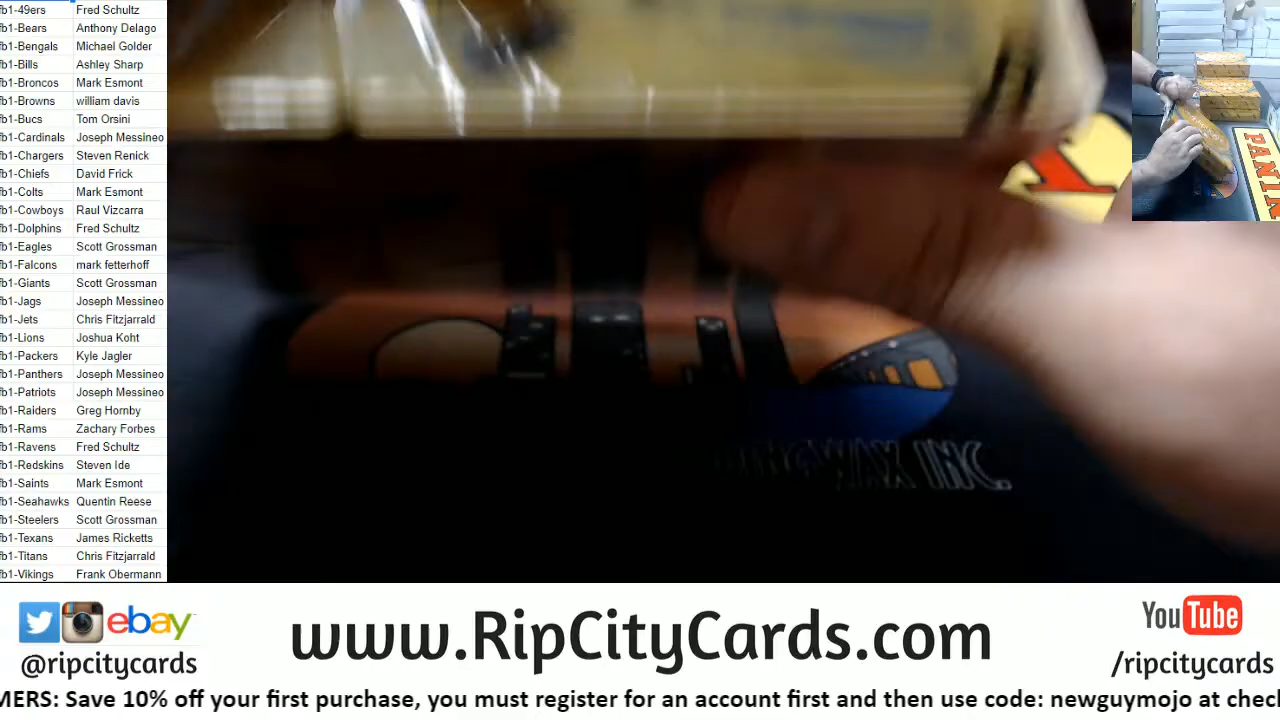 fb1-49ers Fred Schultz
fb1-Bears Anthony Delago
fb1-Bengals Michael Golder
fb1-Bills Ashley Sharp
fb1-Broncos Mark Esmont
fb1-Browns william davis
fb1-Bucs Tom Orsini
fb1-Cardinals Joseph Messineo
fb1-Chargers Steven Renick
fb1-Chiefs David Frick
fb1-Colts Mark Esmont
fb1-Cowboys Raul Vizcarra
fb1-Dolphins Fred Schultz
fb1-Eagles Scott Grossman
fb1-Falcons mark fetterhoff
fb1-Giants Scott Grossman
fb1-Jags Joseph Messineo
fb1-Jets Chris Fitzjarrald
fb1-Lions Joshua Koht
fb1-Packers Kyle Jagler
fb1-Panthers Joseph Messineo
fb1-Patriots Joseph Messineo
fb1-Raiders Greg Hornby
fb1-Rams Zachary Forbes
fb1-Ravens Fred Schultz
fb1-Redskins Steven Ide
fb1-Saints Mark Esmont
fb1-Seahawks Quentin Reese
fb1-Steelers Scott Grossman
fb1-Texans James Ricketts
fb1-Titans Chris Fitzjarrald
fb1-Vikings Frank Obermann
PANIN
WAX INC.
ebay
@ripcitycards
www.RipCityCards.com
YouTube
/ripcitycards
MERS: Save 10% off your first purchase, you must register for an account first and then use code: newguymojo at chec